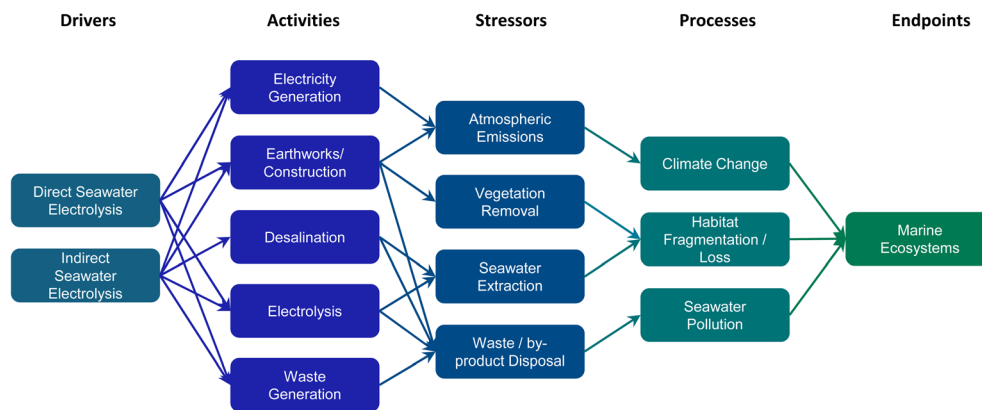 Drivers
Activities
Stressors
Processes
Endpoints
Direct Seawater
Electrolysis
Indirect
Seawater
Electrolysis
Electricity
Generation
Earthworks/
Construction
Desalination
Electrolysis
Waste
Generation
Atmospheric
Emissions
Vegetation
Removal
Seawater
Extraction
Waste / by-
product Disposal
Climate Change
Habitat
Fragmentation /
Loss
Seawater
Pollution
Marine
Ecosystems